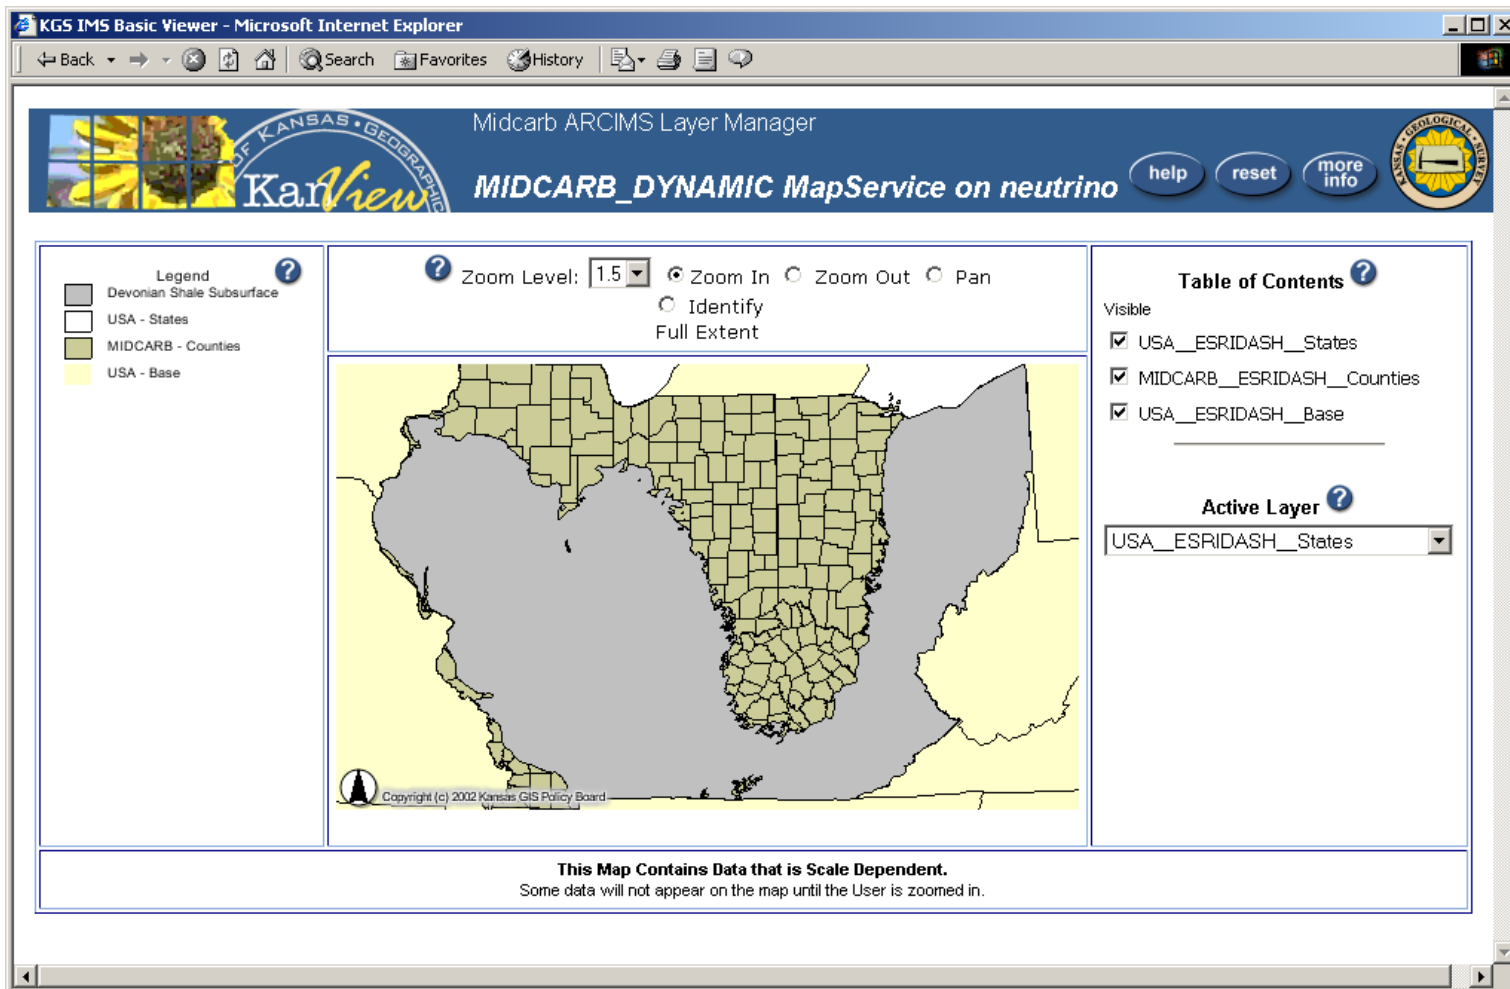 KGS IMS Basic Viewer - Microsoft Internet Explorer
Back Search Favorites History
OF KANSAS • GEOGRAPHIC
KanView
Midcarb ARCIMS Layer Manager
MIDCARB_DYNAMIC MapService on neutrino
help reset more info
KANSAS GEOLOGICAL SURVEY
Legend
Devonian Shale Subsurface
USA - States
MIDCARB - Counties
USA - Base
Zoom Level: 1.5 Zoom In Zoom Out Pan
Identify
Full Extent
Copyright (c) 2002 Kansas GIS Policy Board
Table of Contents
Visible
USA__ESRIDASH__States
MIDCARB__ESRIDASH__Counties
USA__ESRIDASH__Base
Active Layer
USA__ESRIDASH__States
This Map Contains Data that is Scale Dependent.
Some data will not appear on the map until the User is zoomed in.